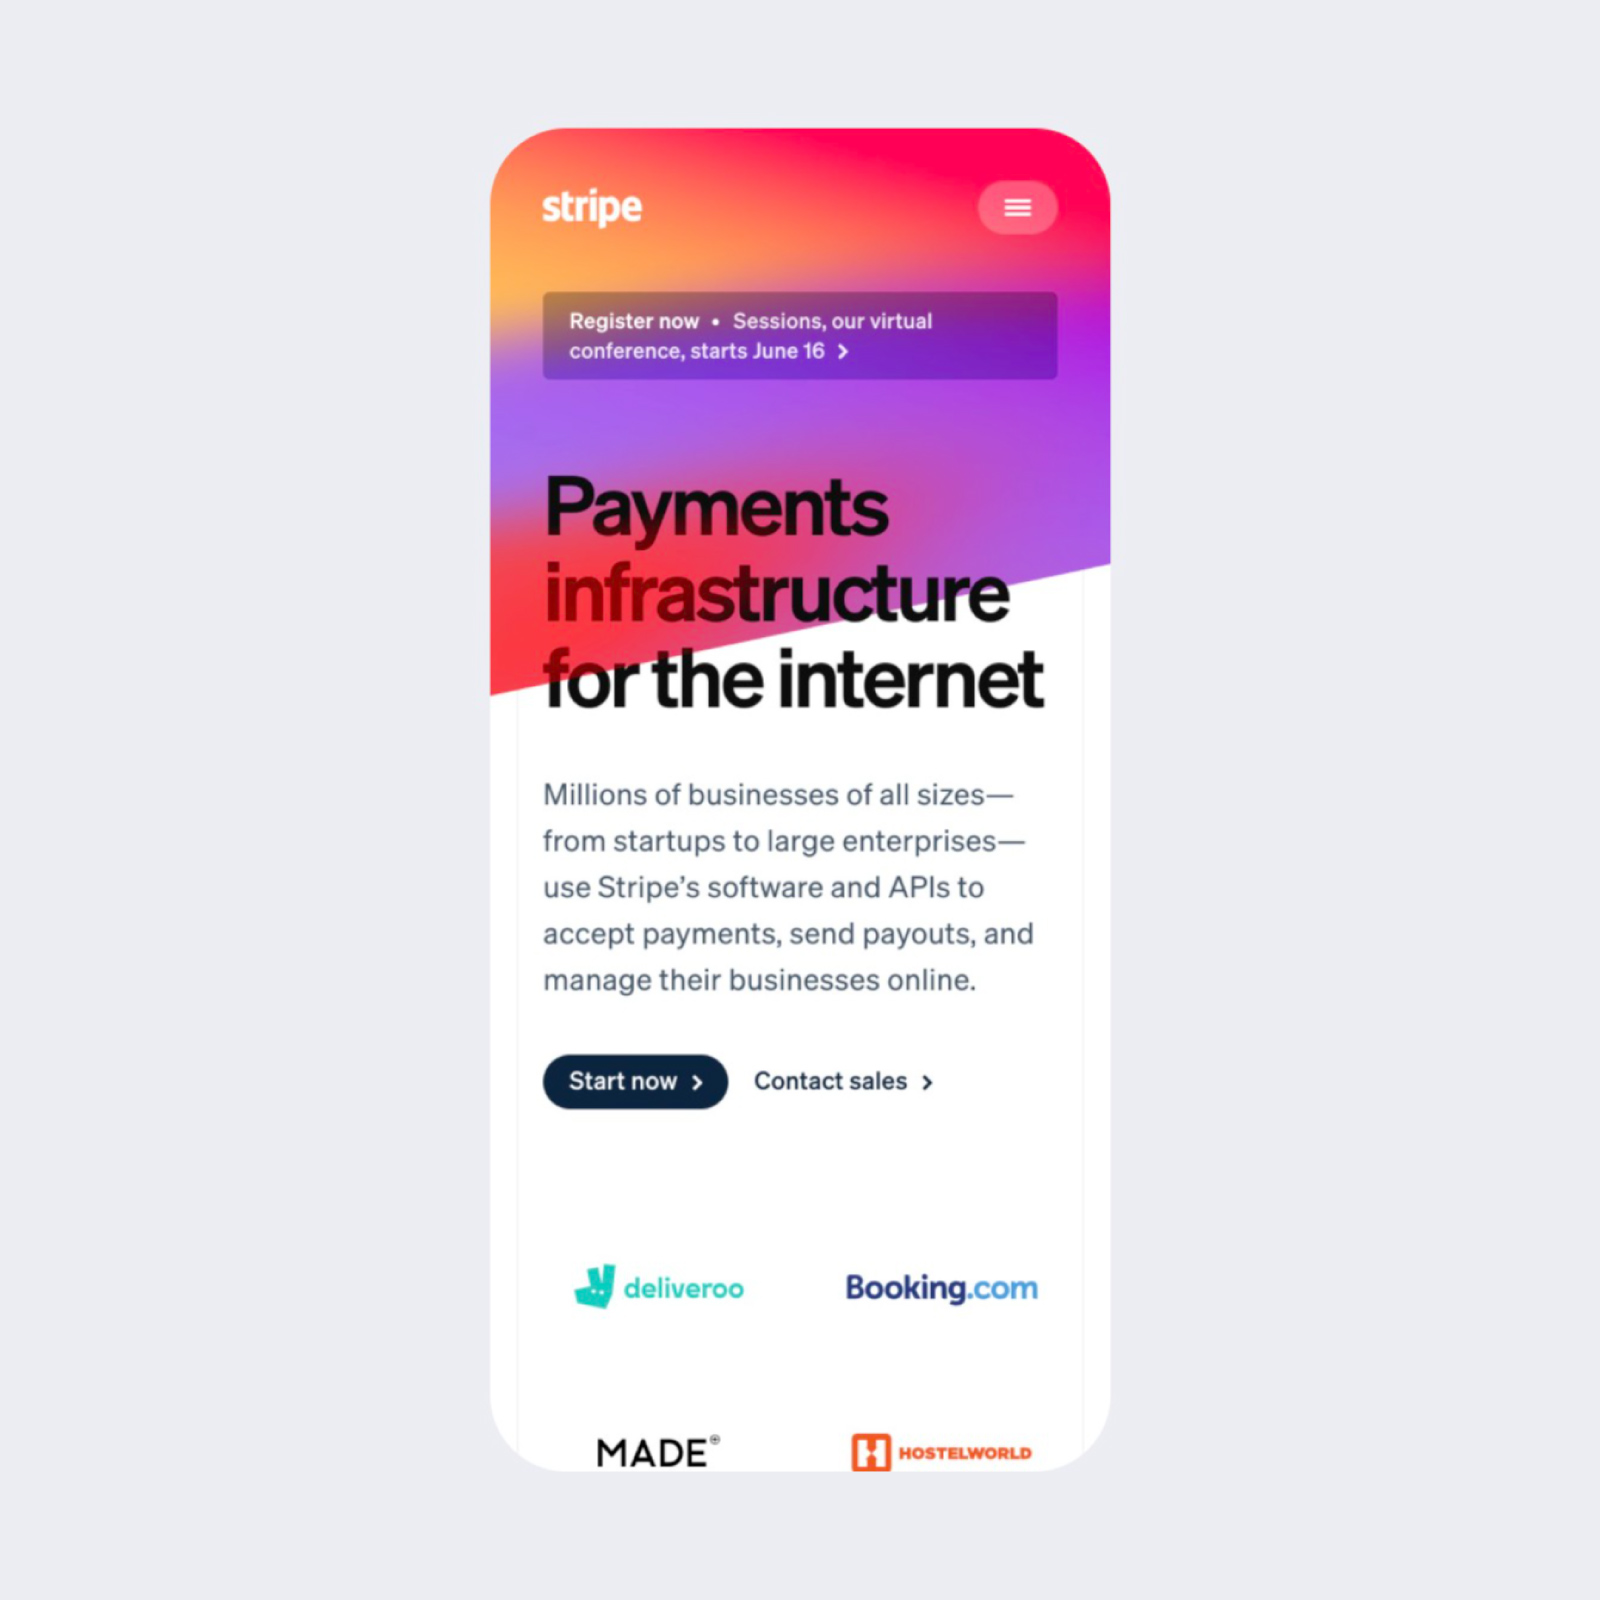 stripe
Register now • Sessions, our virtual
conference, starts June 16
Payments
infrastructure
for the internet
Millions of businesses of all sizes—
from startups to large enterprises—
use Stripe’s software and APIs to
accept payments, send payouts, and
manage their businesses online.
Start now
Contact sales
deliveroo
Booking.com
MADE
HOSTELWORLD